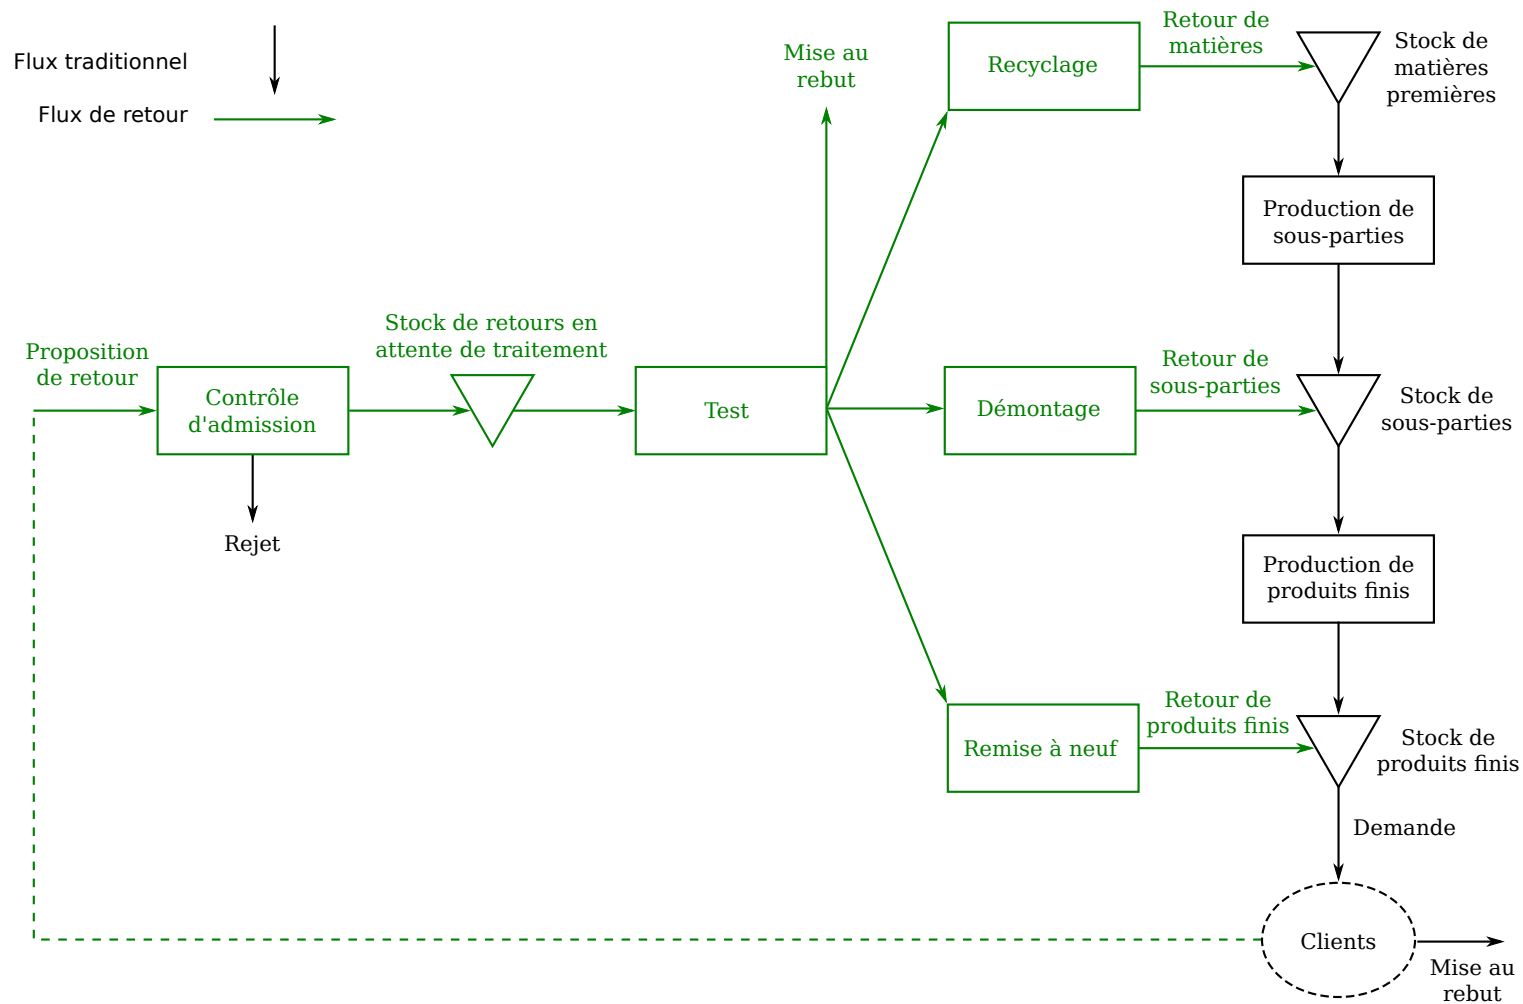 Flux traditionnel
Flux de retour
Mise au
rebut
Recyclage
Retour de
matières
Stock de
matières
premières
Production de
sous-parties
Proposition
de retour
Contrôle
d'admission
Rejet
Stock de retours en
attente de traitement
Test
Démontage
Retour de
sous-parties
Stock de
sous-parties
Production de
produits finis
Remise à neuf
Retour de
produits finis
Stock de
produits finis
Demande
Clients
Mise au
rebut